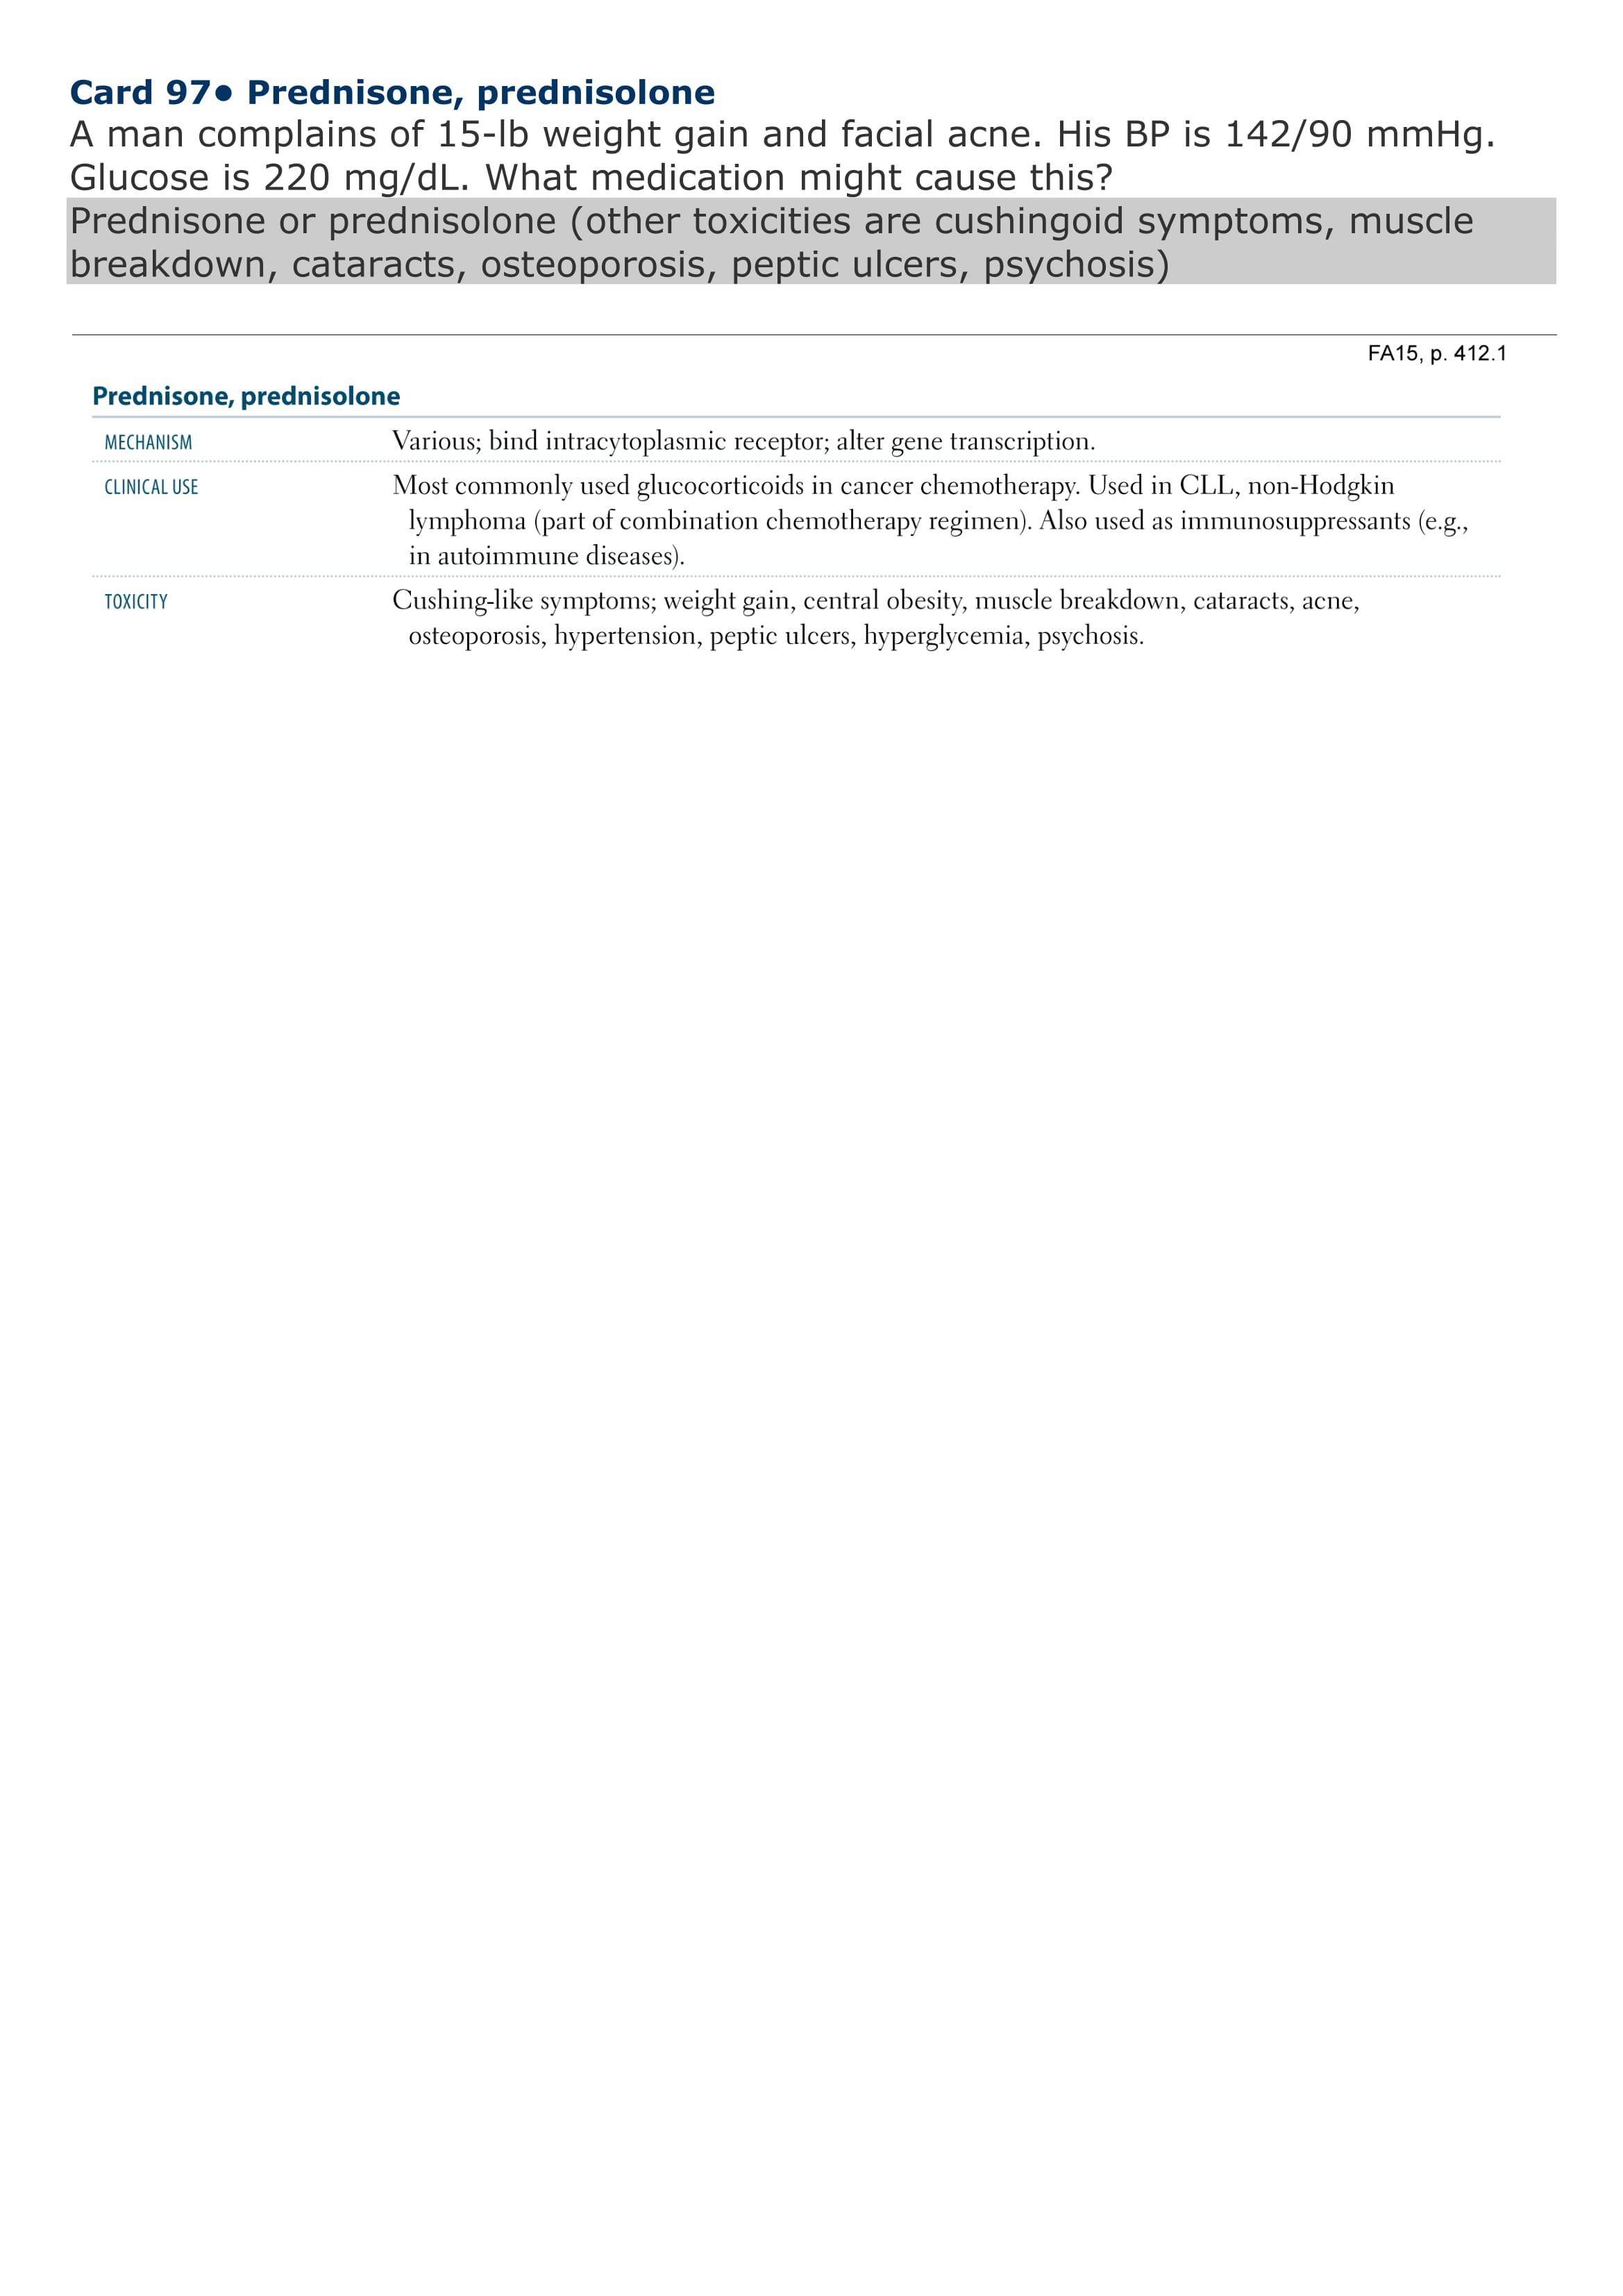 Card 97● Prednisone, prednisolone
A man complains of 15-lb weight gain and facial acne. His BP is 142/90 mmHg.
Glucose is 220 mg/dL. What medication might cause this?
Prednisone or prednisolone (other toxicities are cushingoid symptoms, muscle
breakdown, cataracts, osteoporosis, peptic ulcers, psychosis)
FA15, p. 412.1
Prednisone, prednisolone
MECHANISM Various; bind intracytoplasmic receptor; alter gene transcription.
CLINICAL USE Most commonly used glucocorticoids in cancer chemotherapy. Used in CLL, non-Hodgkin
lymphoma (part of combination chemotherapy regimen). Also used as immunosuppressants (e.g.,
in autoimmune diseases).
TOXICITY Cushing-like symptoms; weight gain, central obesity, muscle breakdown, cataracts, acne,
osteoporosis, hypertension, peptic ulcers, hyperglycemia, psychosis.